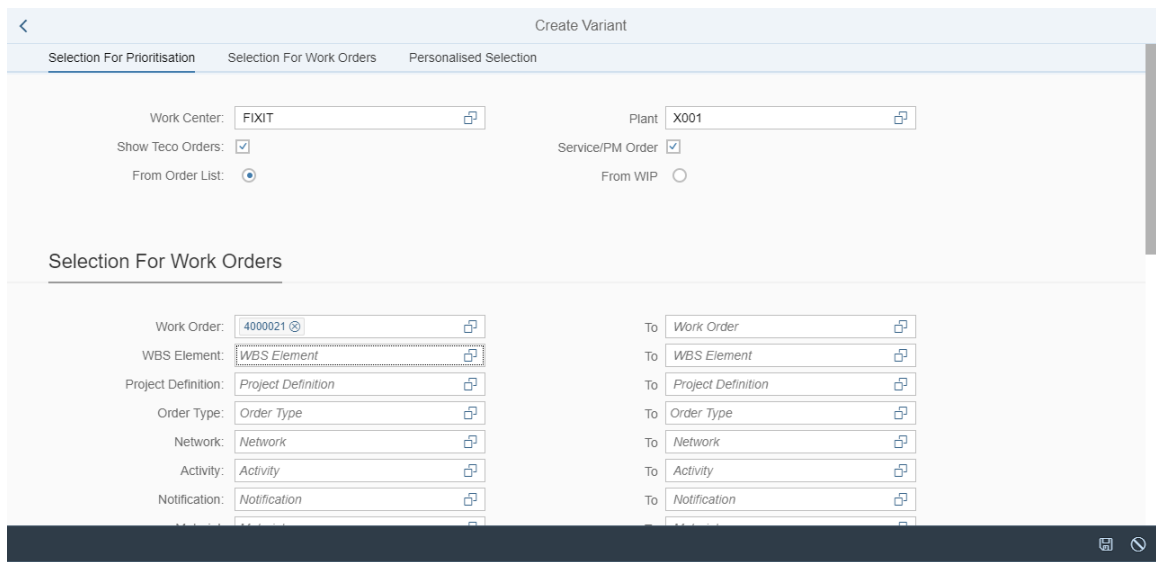 Create Variant
Selection For Prioritisation Selection For Work Orders Personalised Selection
Work Center: FIXIT Plant X001
Show Teco Orders: Service/PM Order
From Order List: From WIP
Selection For Work Orders
Work Order: 4000021 To Work Order
WBS Element: WBS Element To WBS Element
Project Definition: Project Definition To Project Definition
Order Type: Order Type To Order Type
Network: Network To Network
Activity: Activity To Activity
Notification: Notification To Notification